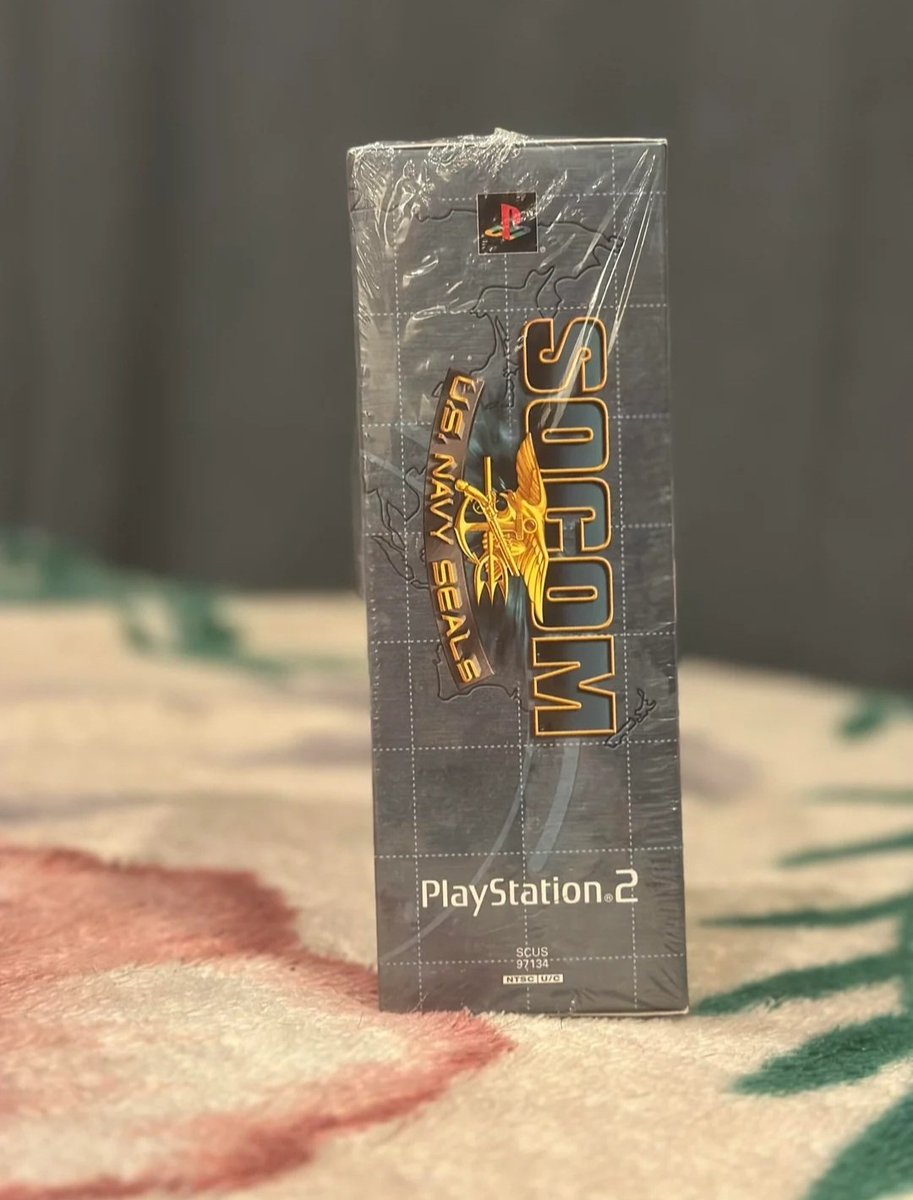 SOCOM
U.S. NAVY SEALs
PlayStation®2
SCUS
97134
NTSC U/C